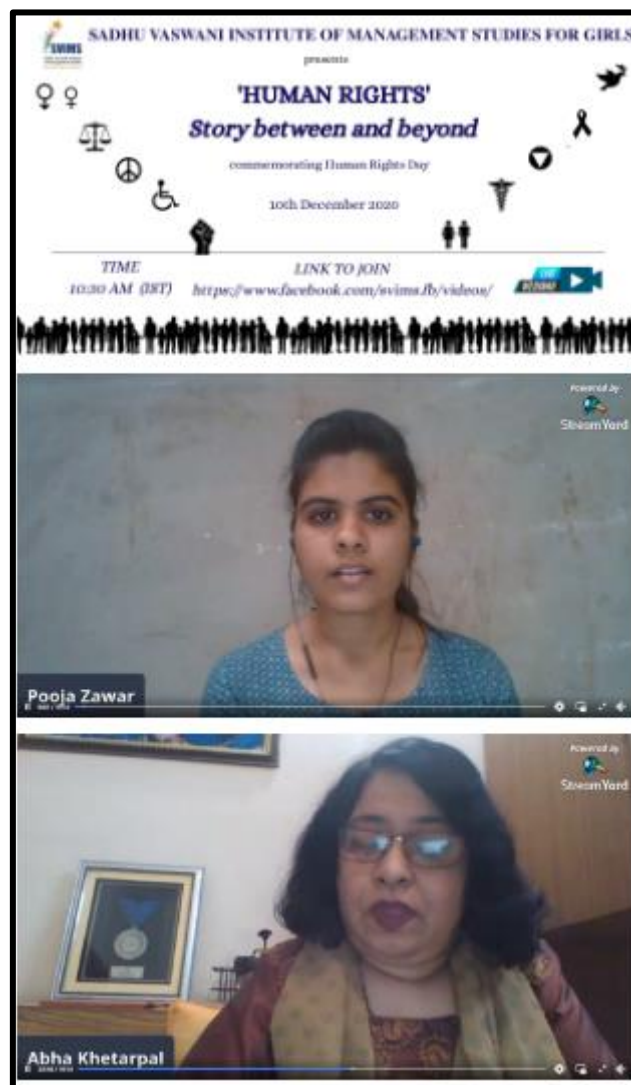 SVIMS
SADHU VASWANI INSTITUTE OF MANAGEMENT STUDIES FOR GIRLS
presents
'HUMAN RIGHTS'
Story between and beyond
commemorating Human Rights Day
10th December 2020
TIME
LINK TO JOIN
10:30 AM (IST)
https://www.facebook.com/svims.fb/videos/
LIVE
WEBINAR
Powered by
StreamYard
Pooja Zawar
Powered by
StreamYard
Abha Khetarpal